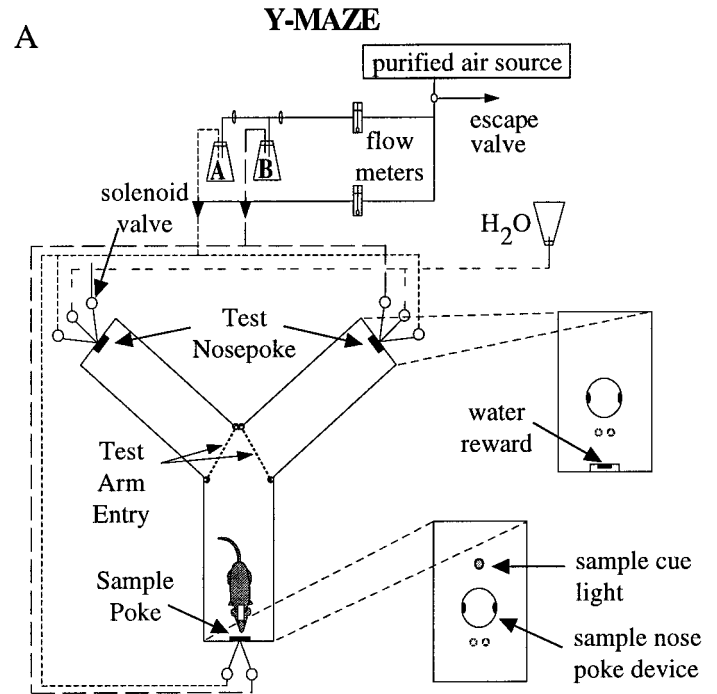 Y-MAZE
A
purified air source
escape
valve
flow
meters
A
B
solenoid
valve
H2O
Test
Nosepoke
water
reward
Test
Arm
Entry
Sample
Poke
sample cue
light
sample nose
poke device